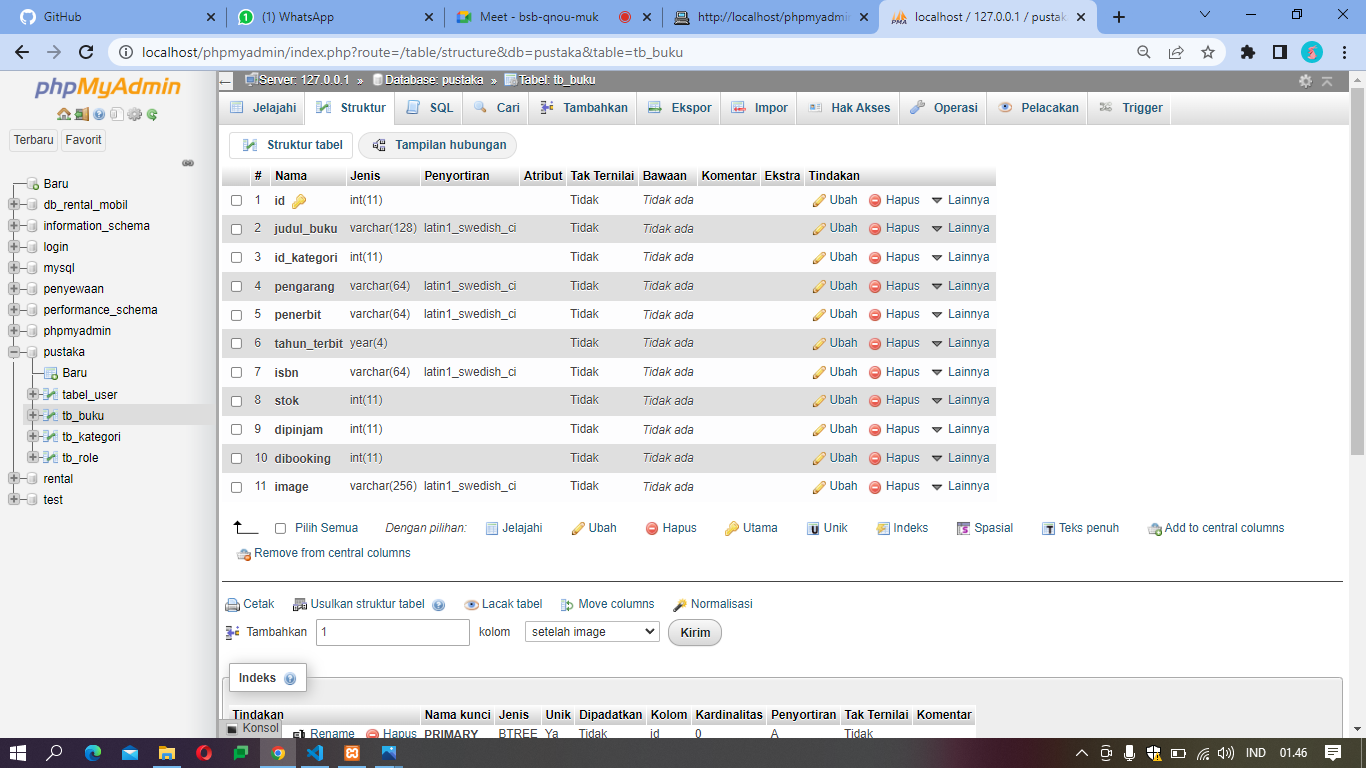 GitHub
(1) WhatsApp
Meet - bsb-qnou-muk
http://localhost/phpmyadmin
localhost / 127.0.0.1 / pustaka
localhost/phpmyadmin/index.php?route=/table/structure&db=pustaka&table=tb_buku
phpMyAdmin
Terbaru Favorit
Baru
db_rental_mobil
information_schema
login
mysql
penyewaan
performance_schema
phpmyadmin
pustaka
Baru
tabel_user
tb_buku
tb_kategori
tb_role
rental
test
Server: 127.0.0.1 » Database: pustaka » Tabel: tb_buku
Jelajahi Struktur SQL Cari Tambahkan Ekspor Impor Hak Akses Operasi Pelacakan Trigger
Struktur tabel Tampilan hubungan
# Nama Jenis Penyortiran Atribut Tak Ternilai Bawaan Komentar Ekstra Tindakan
1 id int(11) Tidak Tidak ada Ubah Hapus Lainnya
2 judul_buku varchar(128) latin1_swedish_ci Tidak Tidak ada Ubah Hapus Lainnya
3 id_kategori int(11) Tidak Tidak ada Ubah Hapus Lainnya
4 pengarang varchar(64) latin1_swedish_ci Tidak Tidak ada Ubah Hapus Lainnya
5 penerbit varchar(64) latin1_swedish_ci Tidak Tidak ada Ubah Hapus Lainnya
6 tahun_terbit year(4) Tidak Tidak ada Ubah Hapus Lainnya
7 isbn varchar(64) latin1_swedish_ci Tidak Tidak ada Ubah Hapus Lainnya
8 stok int(11) Tidak Tidak ada Ubah Hapus Lainnya
9 dipinjam int(11) Tidak Tidak ada Ubah Hapus Lainnya
10 dibooking int(11) Tidak Tidak ada Ubah Hapus Lainnya
11 image varchar(256) latin1_swedish_ci Tidak Tidak ada Ubah Hapus Lainnya
Pilih Semua Dengan pilihan: Jelajahi Ubah Hapus Utama Unik Indeks Spasial Teks penuh Add to central columns
Remove from central columns
Cetak Usulkan struktur tabel Lacak tabel Move columns Normalisasi
Tambahkan 1 kolom setelah image Kirim
Indeks
Tindakan Nama kunci Jenis Unik Dipadatkan Kolom Kardinalitas Penyortiran Tak Ternilai Komentar
Rename Hapus PRIMARY BTREE Ya Tidak id 0 A Tidak
Konsol
IND 01.46